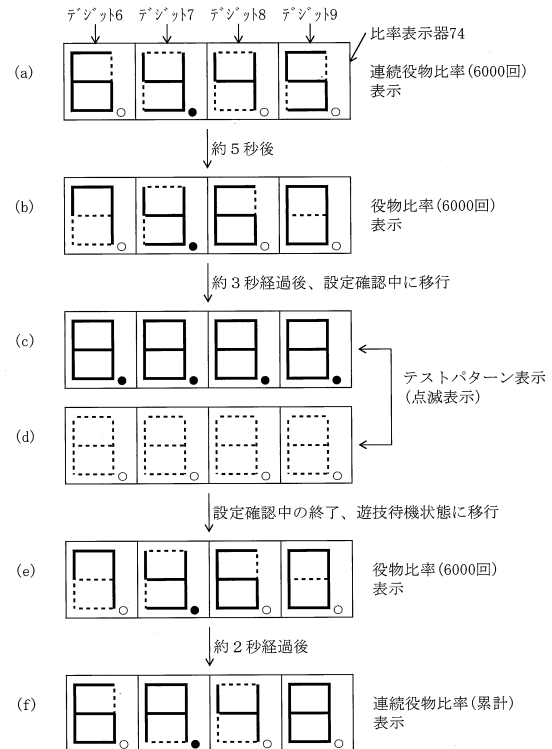 ﾃﾞｼﾞｯﾄ6 ﾃﾞｼﾞｯﾄ7 ﾃﾞｼﾞｯﾄ8 ﾃﾞｼﾞｯﾄ9
比率表示器74
(a)
連続役物比率(6000回)
表示
約５秒後
(b)
役物比率(6000回)
表示
約３秒経過後、設定確認中に移行
(c)
テストパターン表示
(点滅表示)
(d)
設定確認中の終了、遊技待機状態に移行
(e)
役物比率(6000回)
表示
約２秒経過後
(f)
連続役物比率(累計)
表示